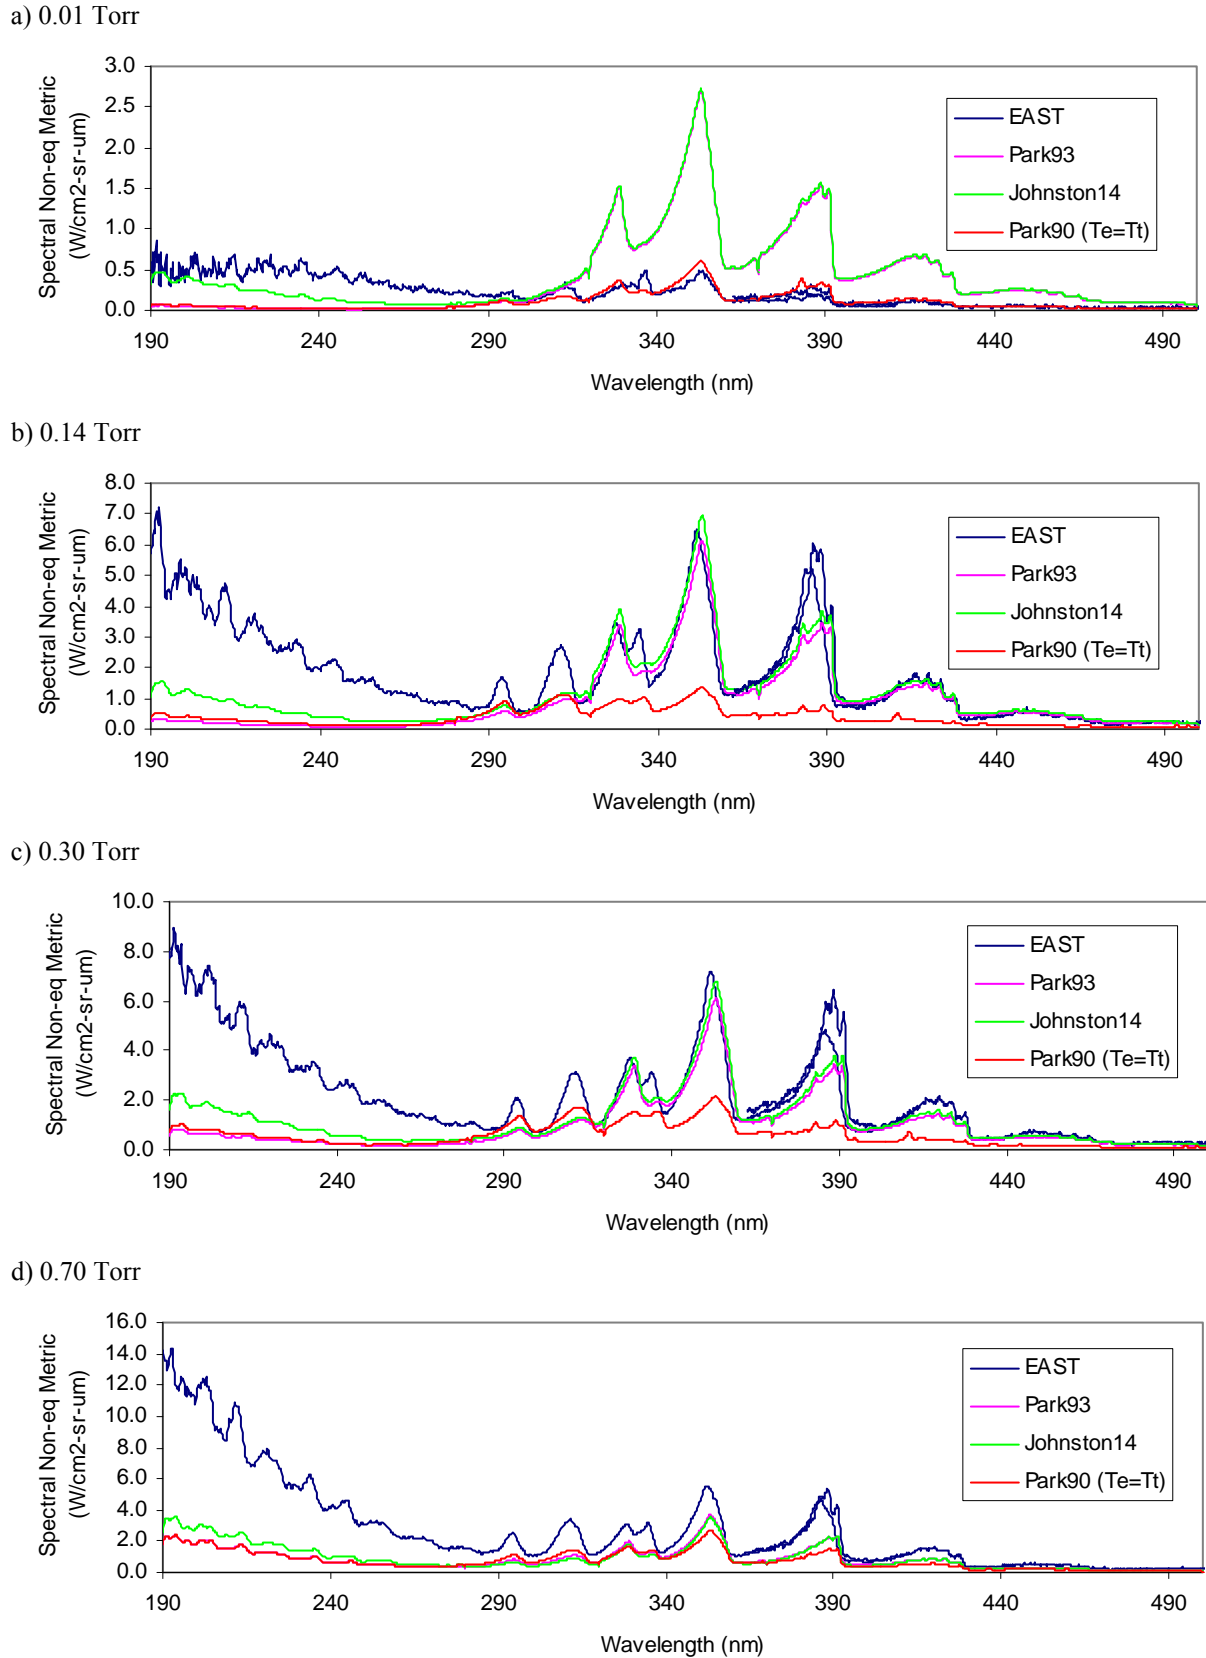 a) 0.01 Torr
Spectral Non-eq Metric
(W/cm2-sr-um)
3.0
2.5
2.0
1.5
1.0
0.5
0.0
190 240 290 340 390 440 490
Wavelength (nm)
EAST
Park93
Johnston14
Park90 (Te=Tt)
b) 0.14 Torr
Spectral Non-eq Metric
(W/cm2-sr-um)
8.0
7.0
6.0
5.0
4.0
3.0
2.0
1.0
0.0
190 240 290 340 390 440 490
Wavelength (nm)
EAST
Park93
Johnston14
Park90 (Te=Tt)
c) 0.30 Torr
Spectral Non-eq Metric
(W/cm2-sr-um)
10.0
8.0
6.0
4.0
2.0
0.0
190 240 290 340 390 440 490
Wavelength (nm)
EAST
Park93
Johnston14
Park90 (Te=Tt)
d) 0.70 Torr
Spectral Non-eq Metric
(W/cm2-sr-um)
16.0
14.0
12.0
10.0
8.0
6.0
4.0
2.0
0.0
190 240 290 340 390 440 490
Wavelength (nm)
EAST
Park93
Johnston14
Park90 (Te=Tt)